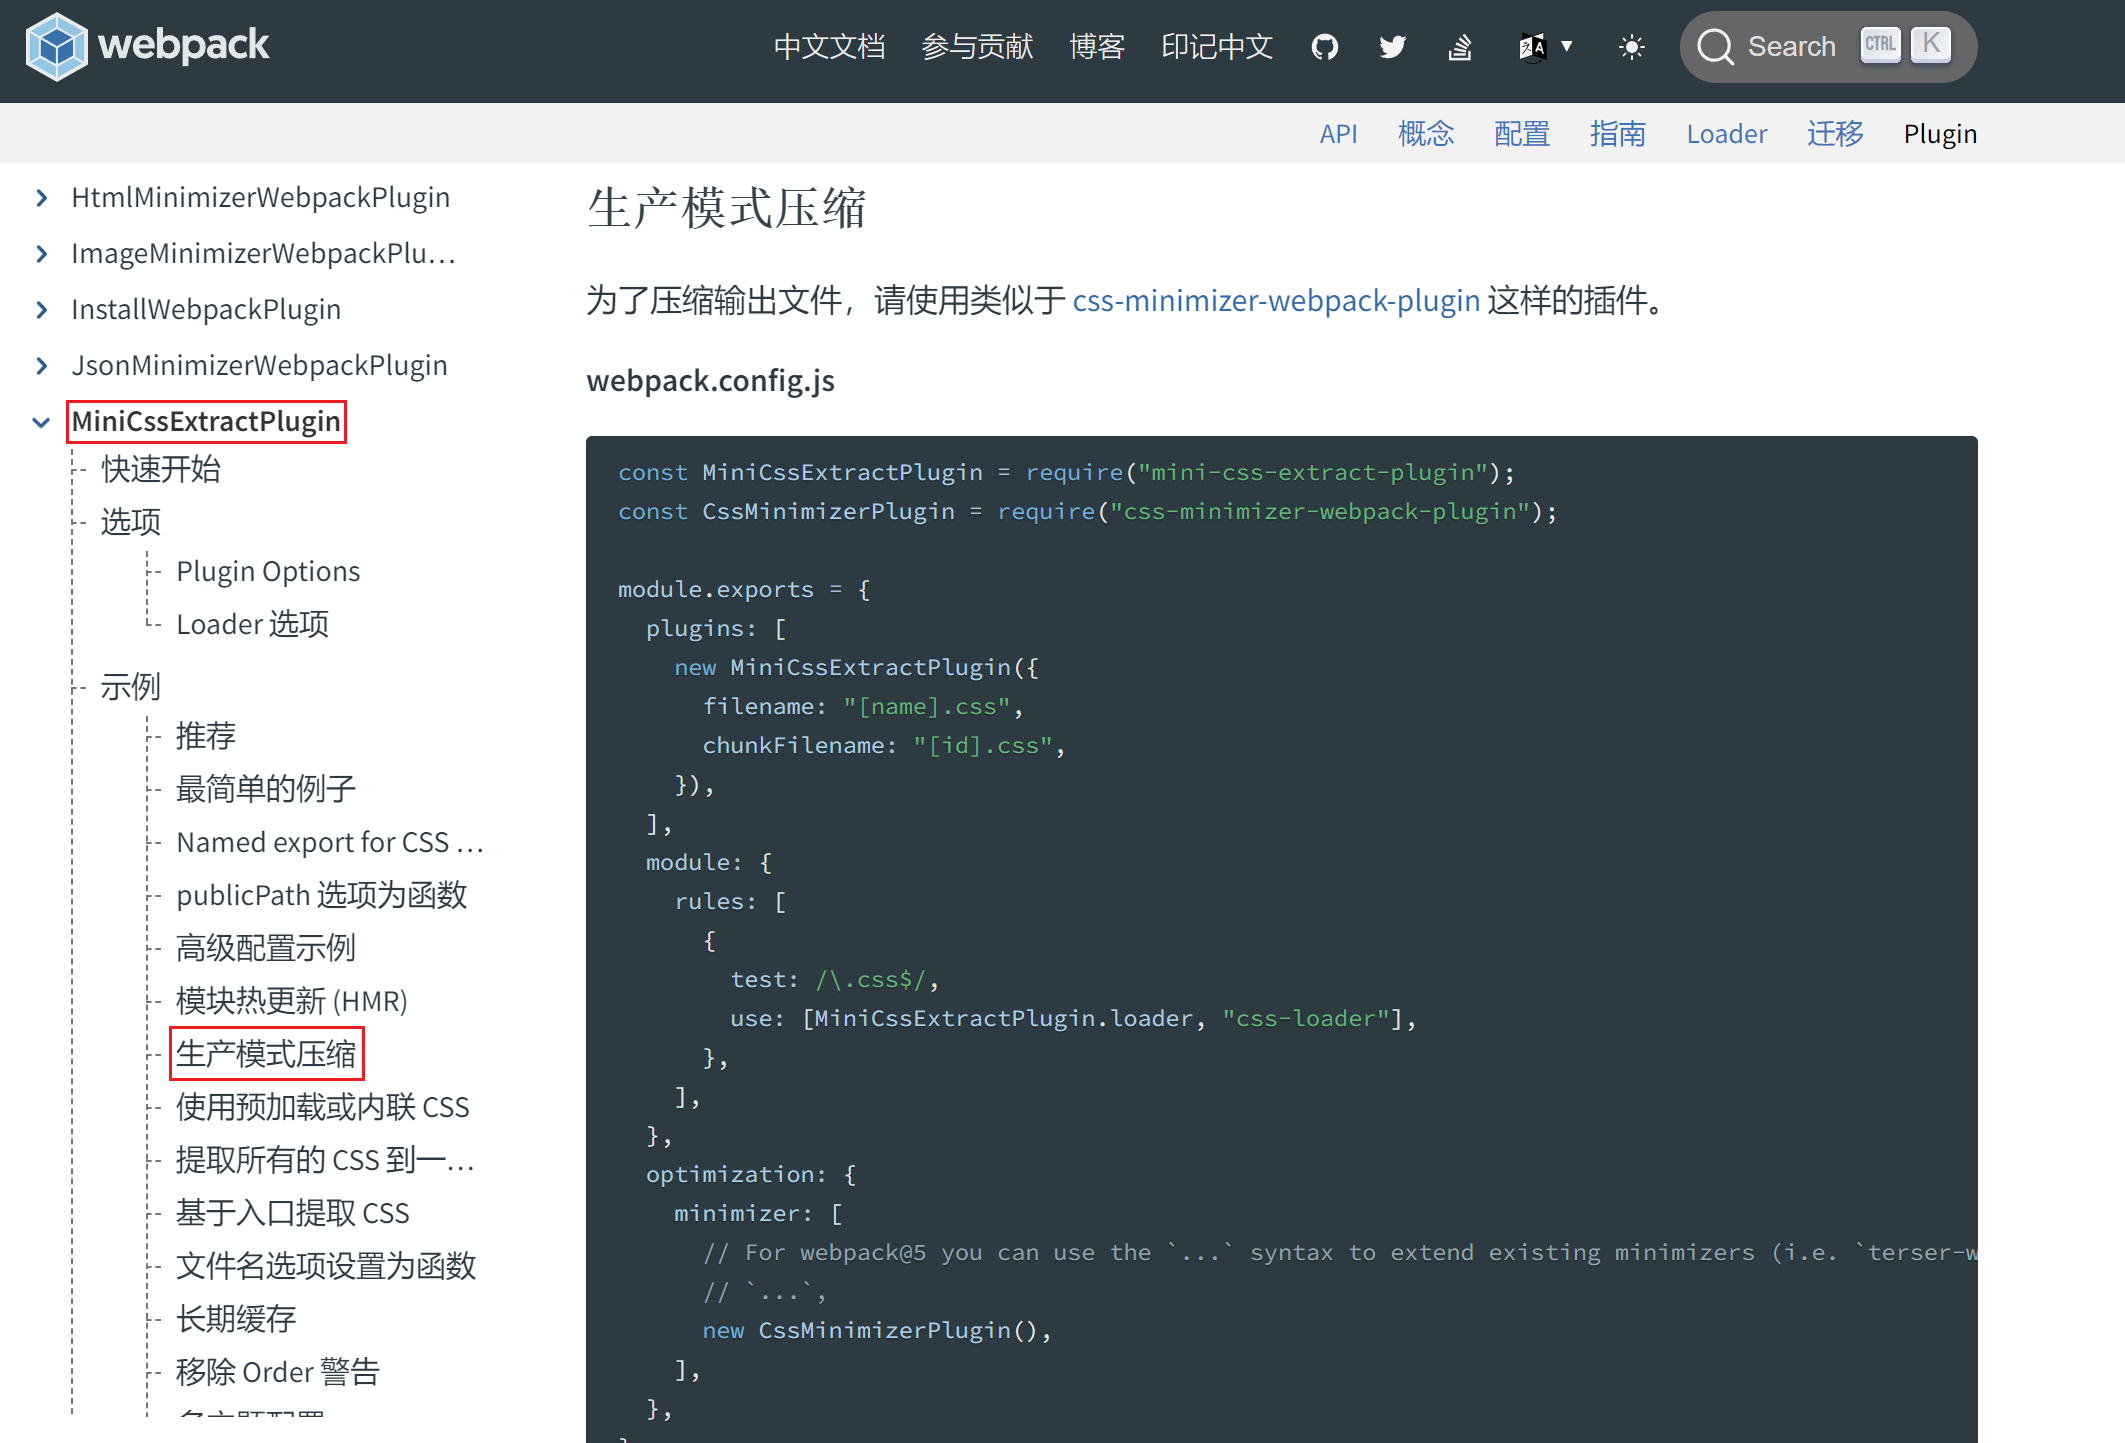 webpack
中文文档 参与贡献 博客 印记中文 Search CTRL K
API 概念 配置 指南 Loader 迁移 Plugin
HtmlMinimizerWebpackPlugin
ImageMinimizerWebpackPlu…
InstallWebpackPlugin
JsonMinimizerWebpackPlugin
MiniCssExtractPlugin
快速开始
选项
Plugin Options
Loader 选项
示例
推荐
最简单的例子
Named export for CSS …
publicPath 选项为函数
高级配置示例
模块热更新 (HMR)
生产模式压缩
使用预加载或内联 CSS
提取所有的 CSS 到一…
基于入口提取 CSS
文件名选项设置为函数
长期缓存
移除 Order 警告
生产模式压缩
为了压缩输出文件，请使用类似于 css-minimizer-webpack-plugin 这样的插件。
webpack.config.js
const MiniCssExtractPlugin = require("mini-css-extract-plugin");
const CssMinimizerPlugin = require("css-minimizer-webpack-plugin");
module.exports = {
plugins: [
new MiniCssExtractPlugin({
filename: "[name].css",
chunkFilename: "[id].css",
}),
],
module: {
rules: [
{
test: /\.css$/,
use: [MiniCssExtractPlugin.loader, "css-loader"],
},
],
},
optimization: {
minimizer: [
// For webpack@5 you can use the `...` syntax to extend existing minimizers (i.e. `terser-w
// `...`,
new CssMinimizerPlugin(),
],
},